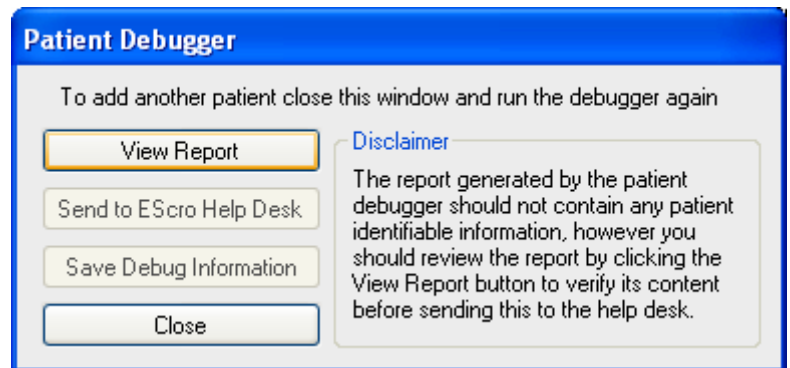 Patient Debugger
To add another patient close this window and run the debugger again
View Report
Send to EScro Help Desk
Save Debug Information
Close
Disclaimer
The report generated by the patient
debugger should not contain any patient
identifiable information, however you
should review the report by clicking the
View Report button to verify its content
before sending this to the help desk.